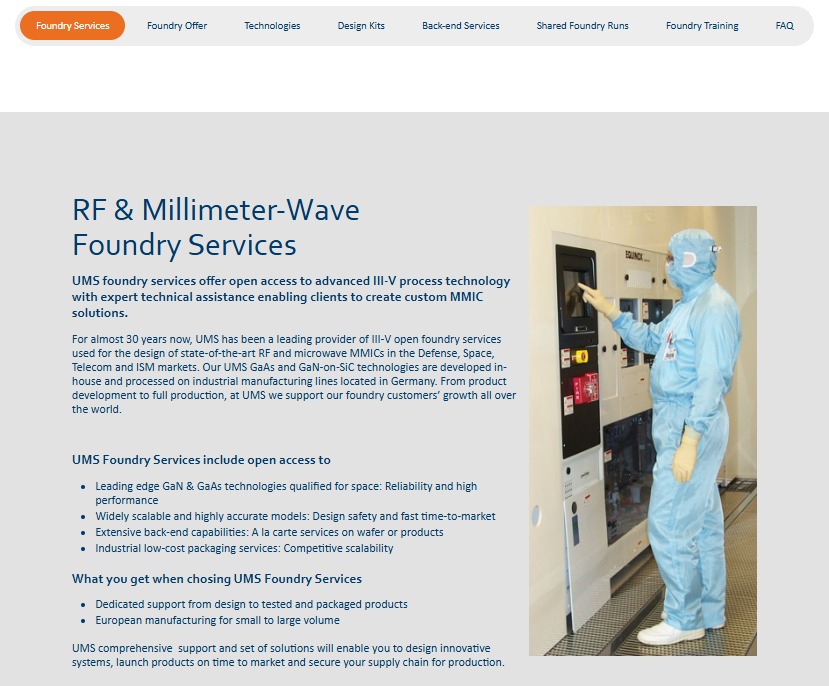 Foundry Services
Foundry Offer
Technologies
Design Kits
Back-end Services
Shared Foundry Runs
Foundry Training
FAQ
RF & Millimeter-Wave
Foundry Services
UMS foundry services offer open access to advanced III-V process technology
with expert technical assistance enabling clients to create custom MMIC
solutions.
For almost 30 years now, UMS has been a leading provider of III-V open foundry services
used for the design of state-of-the-art RF and microwave MMICs in the Defense, Space,
Telecom and ISM markets. Our UMS GaAs and GaN-on-SiC technologies are developed in-
house and processed on industrial manufacturing lines located in Germany. From product
development to full production, at UMS we support our foundry customers’ growth all over
the world.
UMS Foundry Services include open access to
• Leading edge GaN & GaAs technologies qualified for space: Reliability and high
performance
• Widely scalable and highly accurate models: Design safety and fast time-to-market
• Extensive back-end capabilities: A la carte services on wafer or products
• Industrial low-cost packaging services: Competitive scalability
What you get when chosing UMS Foundry Services
• Dedicated support from design to tested and packaged products
• European manufacturing for small to large volume
UMS comprehensive  support and set of solutions will enable you to design innovative
systems, launch products on time to market and secure your supply chain for production.
EQUINOX